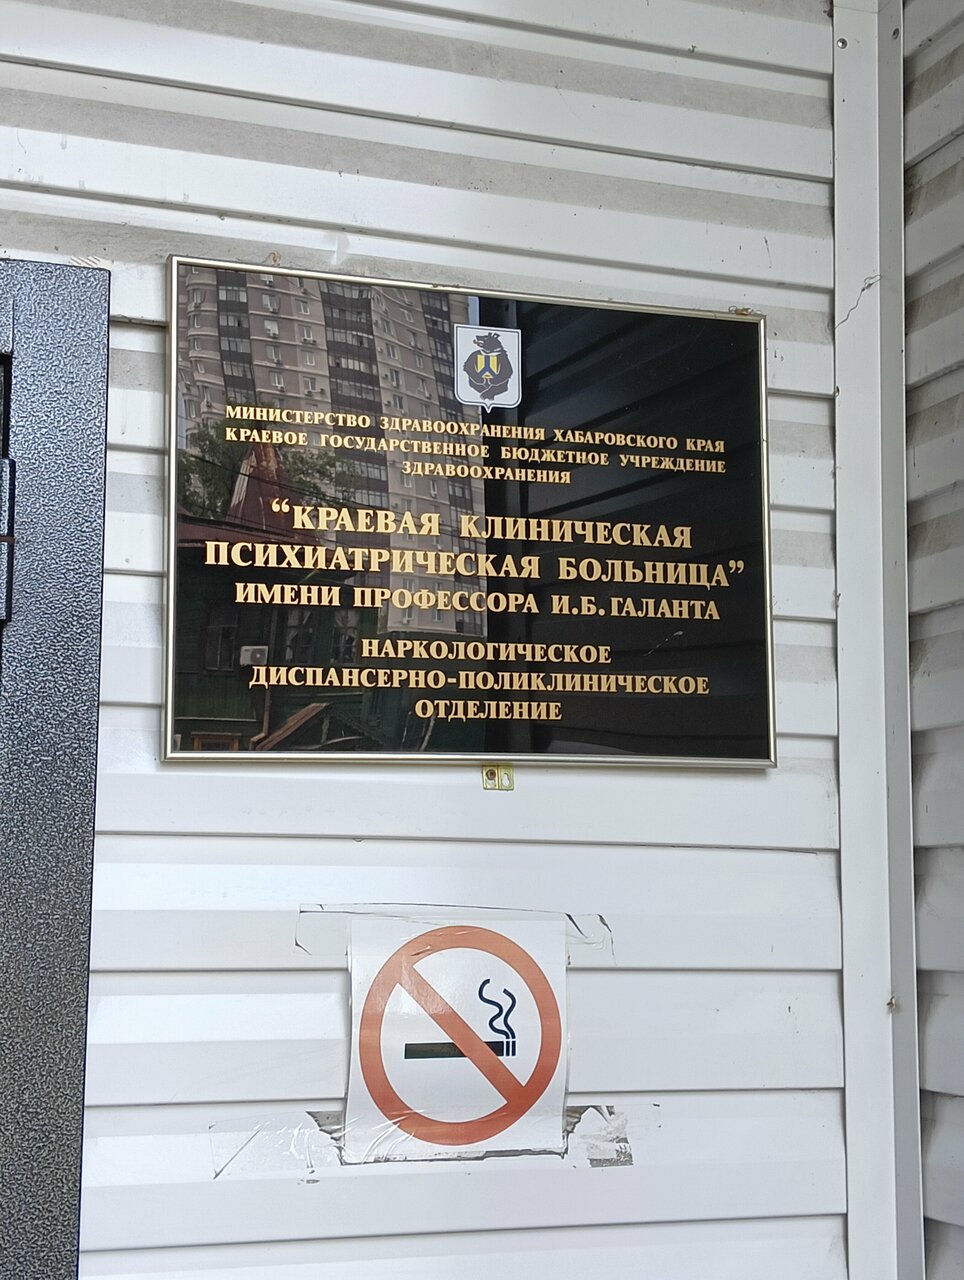 МИНИСТЕРСТВО ЗДРАВООХРАНЕНИЯ ХАБАРОВСКОГО КРАЯ
КРАЕВОЕ ГОСУДАРСТВЕННОЕ БЮДЖЕТНОЕ УЧРЕЖДЕНИЕ
ЗДРАВООХРАНЕНИЯ
“КРАЕВАЯ КЛИНИЧЕСКАЯ
ПСИХИАТРИЧЕСКАЯ БОЛЬНИЦА”
ИМЕНИ ПРОФЕССОРА И.Б. ГАЛАНТА
НАРКОЛОГИЧЕСКОЕ
ДИСПАНСЕРНО-ПОЛИКЛИНИЧЕСКОЕ
ОТДЕЛЕНИЕ